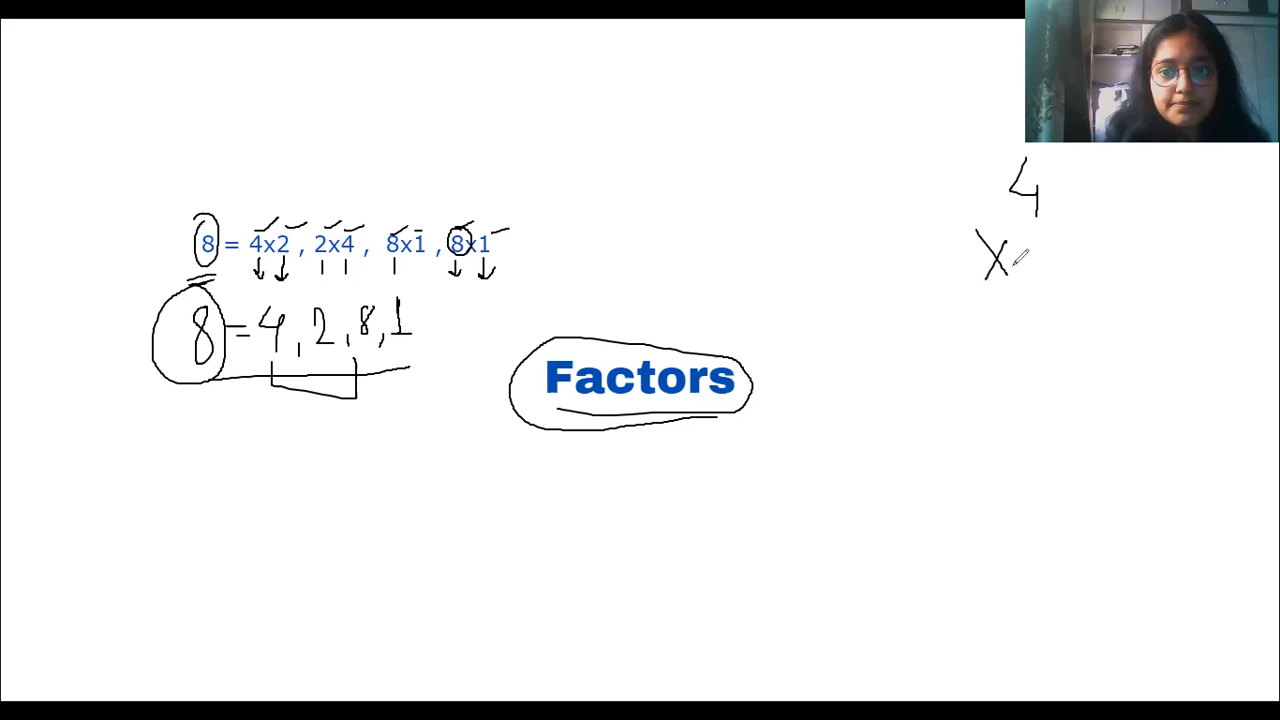 4
X
8 = 4x2 , 2x4 , 8x1 , 8x1
8 = 4, 2, 8, 1
Factors